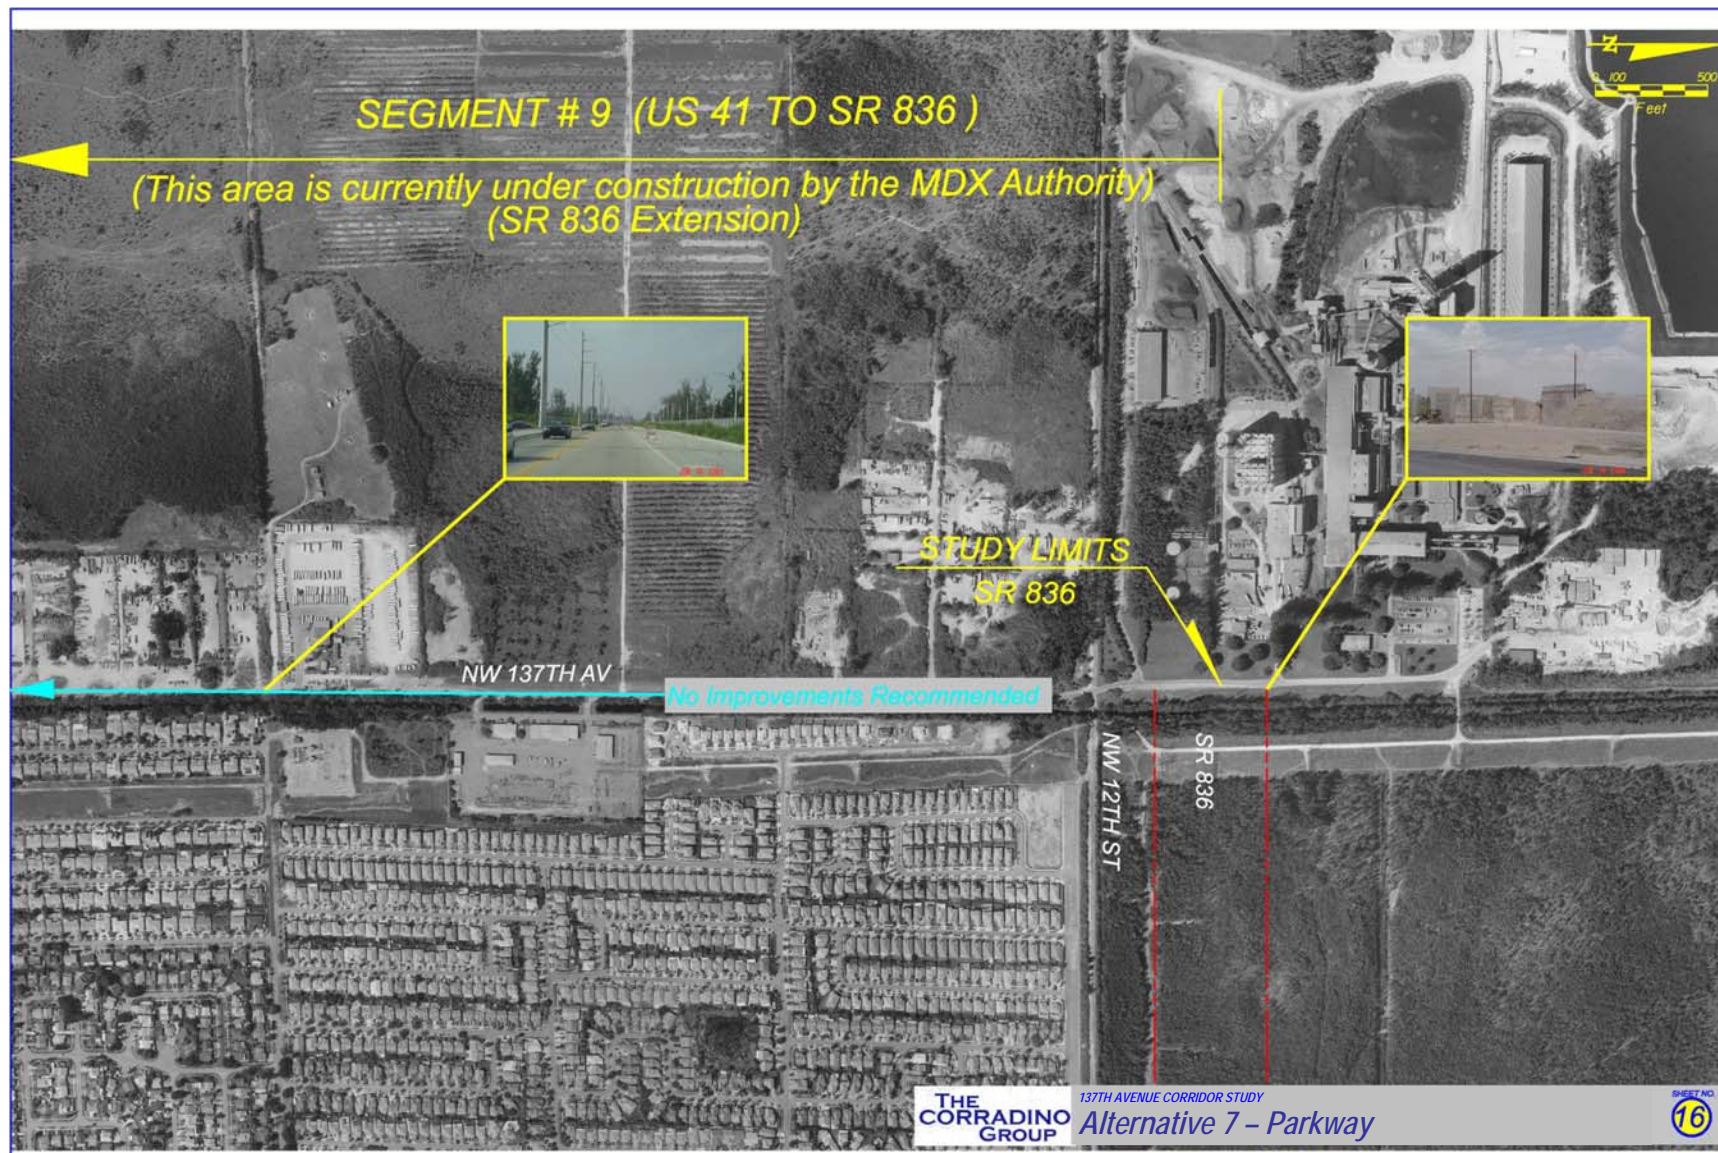 N
0 100 500
Feet
SEGMENT # 9 (US 41 TO SR 836 )
(This area is currently under construction by the MDX Authority)
(SR 836 Extension)
STUDY LIMITS
SR 836
NW 137TH AV
No Improvements Recommended
NW 12TH ST
SR 836
THE
CORRADINO
GROUP
137TH AVENUE CORRIDOR STUDY
Alternative 7 – Parkway
SHEET NO.
16